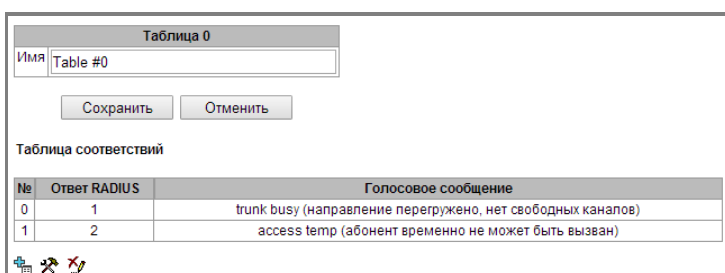 Таблица 0
Имя Table #0
Сохранить Отменить
Таблица соответствий
№ Ответ RADIUS Голосовое сообщение
0 1 trunk busy (направление перегружено, нет свободных каналов)
1 2 access temp (абонент временно не может быть вызван)